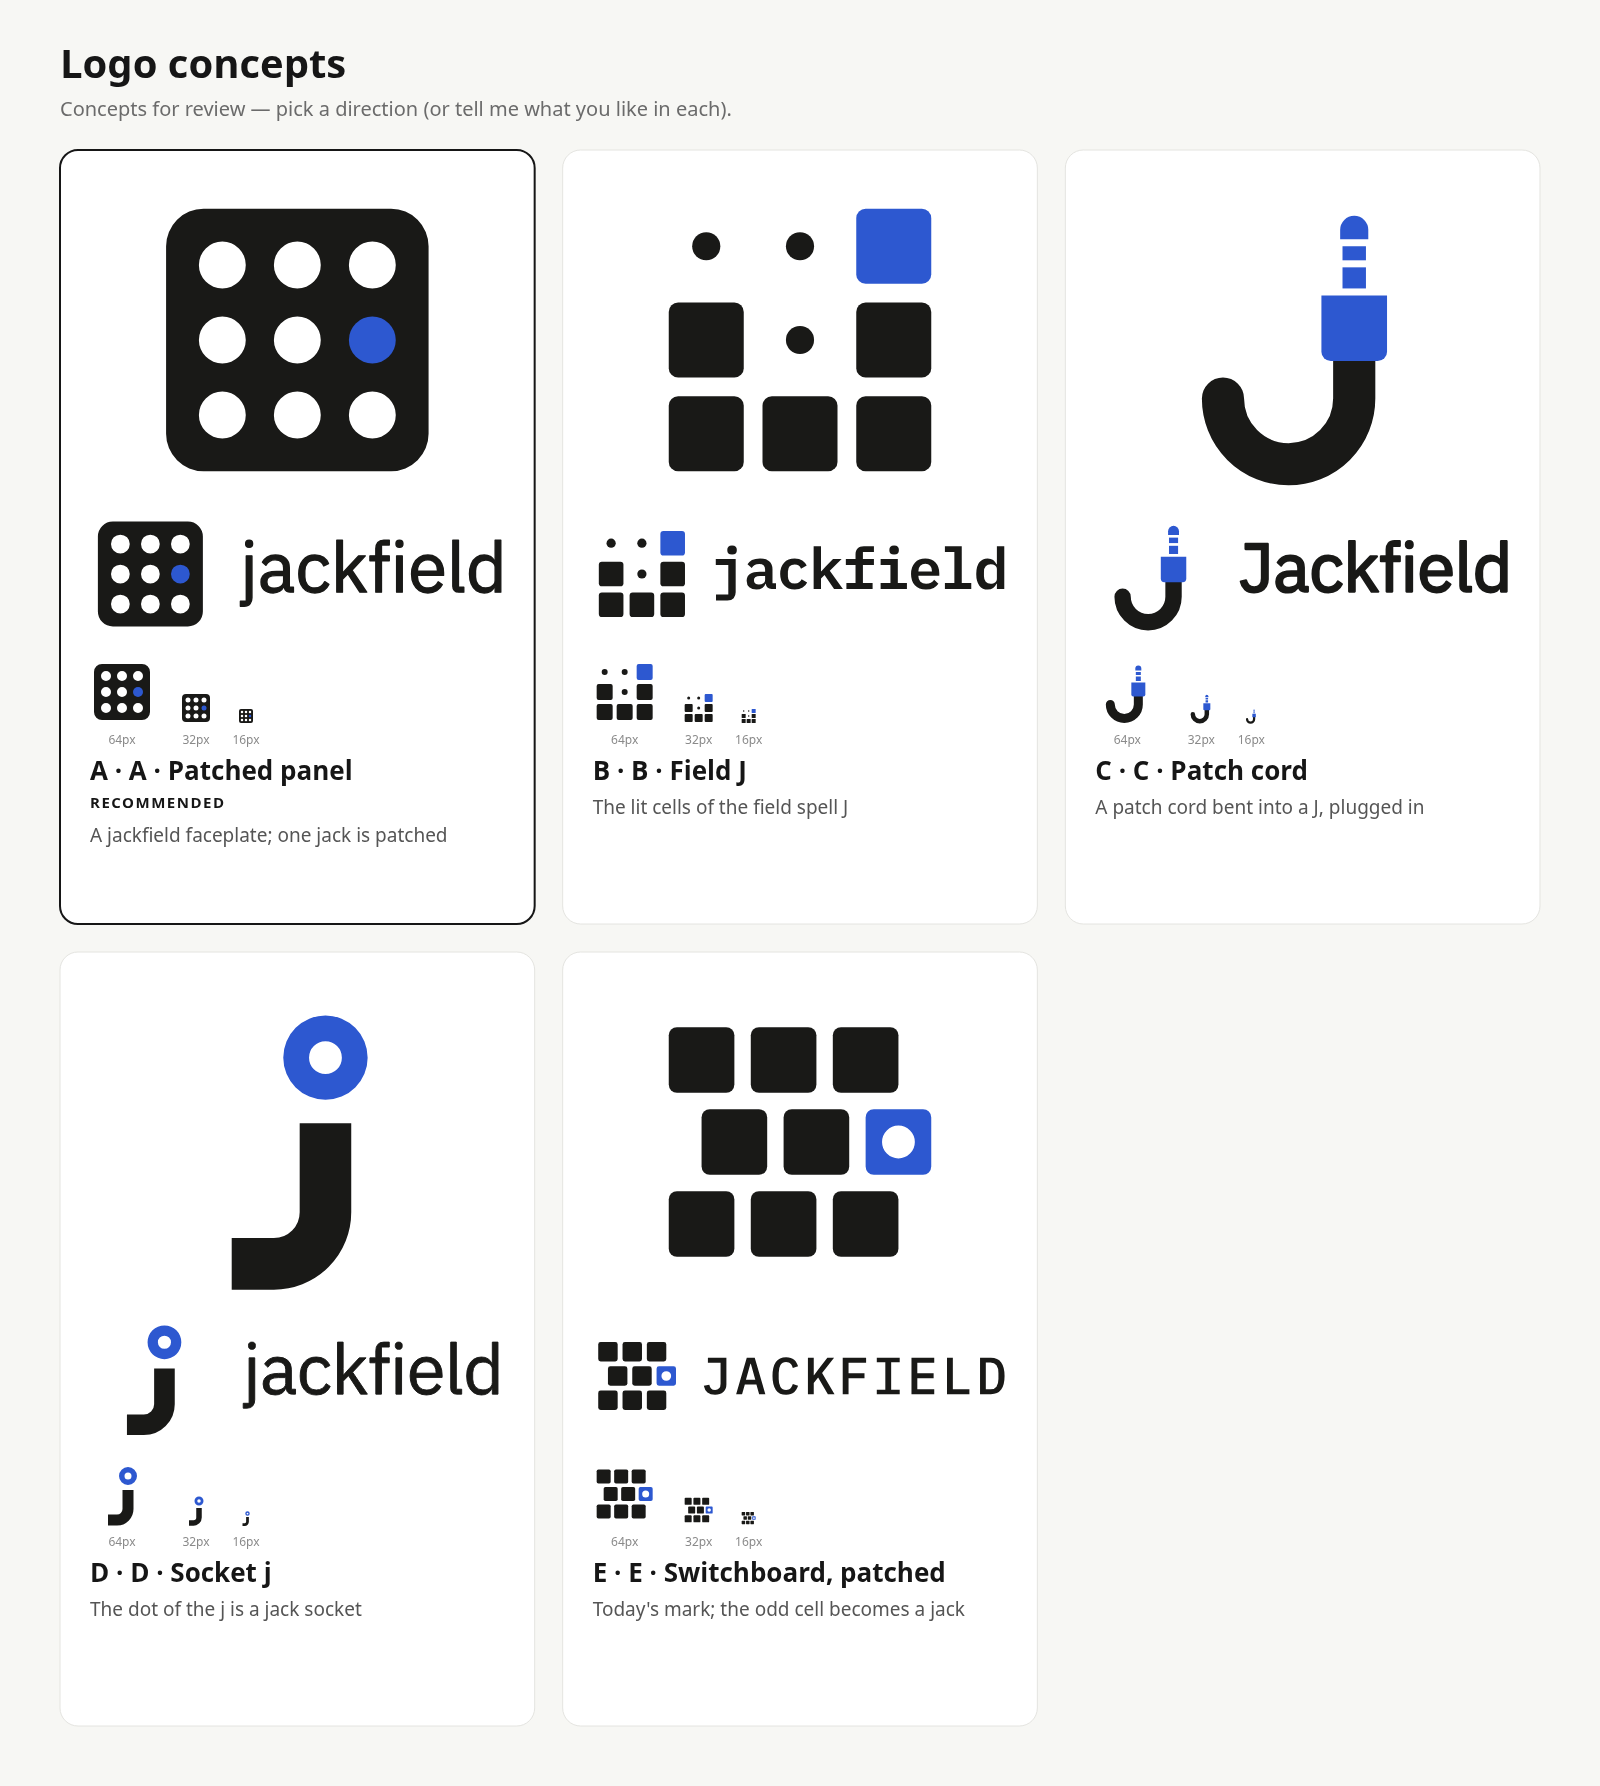 Logo concepts
Concepts for review — pick a direction (or tell me what you like in each).
jackfield
64px 32px 16px
A · A · Patched panel
RECOMMENDED
A jackfield faceplate; one jack is patched
jackfield
64px 32px 16px
B · B · Field J
The lit cells of the field spell J
Jackfield
64px 32px 16px
C · C · Patch cord
A patch cord bent into a J, plugged in
jackfield
64px 32px 16px
D · D · Socket j
The dot of the j is a jack socket
JACKFIELD
64px 32px 16px
E · E · Switchboard, patched
Today's mark; the odd cell becomes a jack